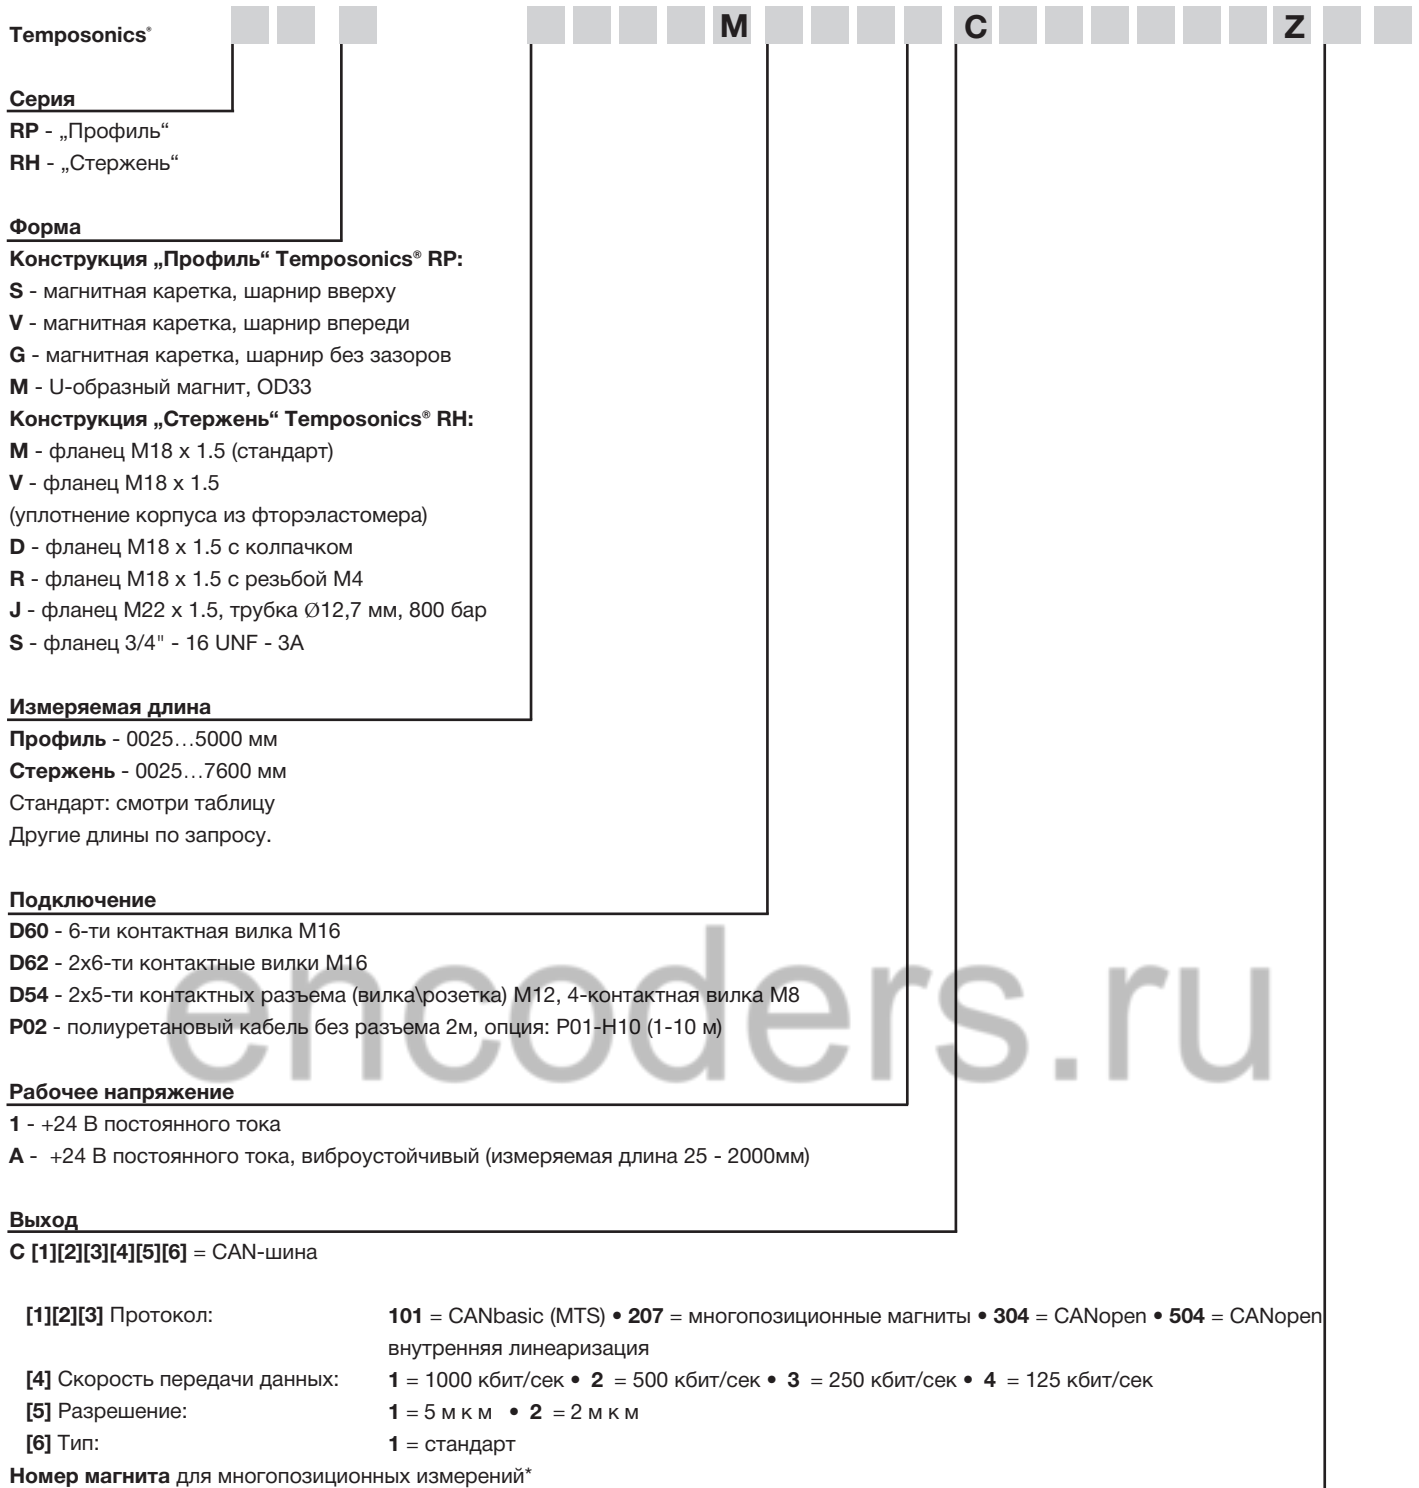 Temposonics® M C Z
Серия
RP - „Профиль“
RH - „Стержень“
Форма
Конструкция „Профиль“ Temposonics® RP:
S - магнитная каретка, шарнир вверху
V - магнитная каретка, шарнир впереди
G - магнитная каретка, шарнир без зазоров
M - U-образный магнит, OD33
Конструкция „Стержень“ Temposonics® RH:
M - фланец M18 x 1.5 (стандарт)
V - фланец M18 x 1.5
(уплотнение корпуса из фторэластомера)
D - фланец M18 x 1.5 с колпачком
R - фланец M18 x 1.5 с резьбой M4
J - фланец M22 x 1.5, трубка Ø12,7 мм, 800 бар
S - фланец 3/4" - 16 UNF - 3A
Измеряемая длина
Профиль - 0025…5000 мм
Стержень - 0025…7600 мм
Стандарт: смотри таблицу
Другие длины по запросу.
Подключение
D60 - 6-ти контактная вилка M16
D62 - 2x6-ти контактные вилки M16
D54 - 2x5-ти контактных разъема (вилка\розетка) M12, 4-контактная вилка M8
P02 - полиуретановый кабель без разъема 2м, опция: P01-H10 (1-10 м)
encoders.ru
Рабочее напряжение
1 - +24 В постоянного тока
A - +24 В постоянного тока, виброустойчивый (измеряемая длина 25 - 2000мм)
Выход
C [1][2][3][4][5][6] = CAN-шина
[1][2][3] Протокол: 101 = CANbasic (MTS) • 207 = многопозиционные магниты • 304 = CANopen • 504 = CANopen
внутренняя линеаризация
[4] Скорость передачи данных: 1 = 1000 кбит/сек • 2 = 500 кбит/сек • 3 = 250 кбит/сек • 4 = 125 кбит/сек
[5] Разрешение: 1 = 5 м к м • 2 = 2 м к м
[6] Тип: 1 = стандарт
Номер магнита для многопозиционных измерений*